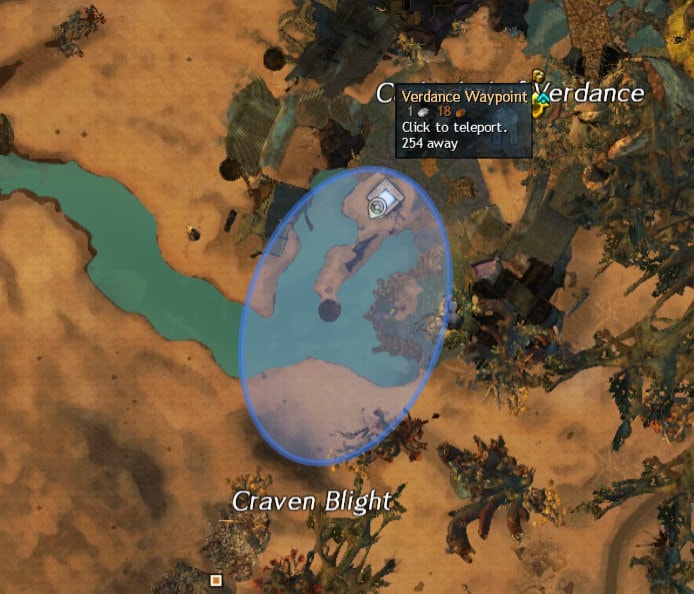 Verdance
Verdance Waypoint
1 18
Click to teleport.
254 away
Craven Blight